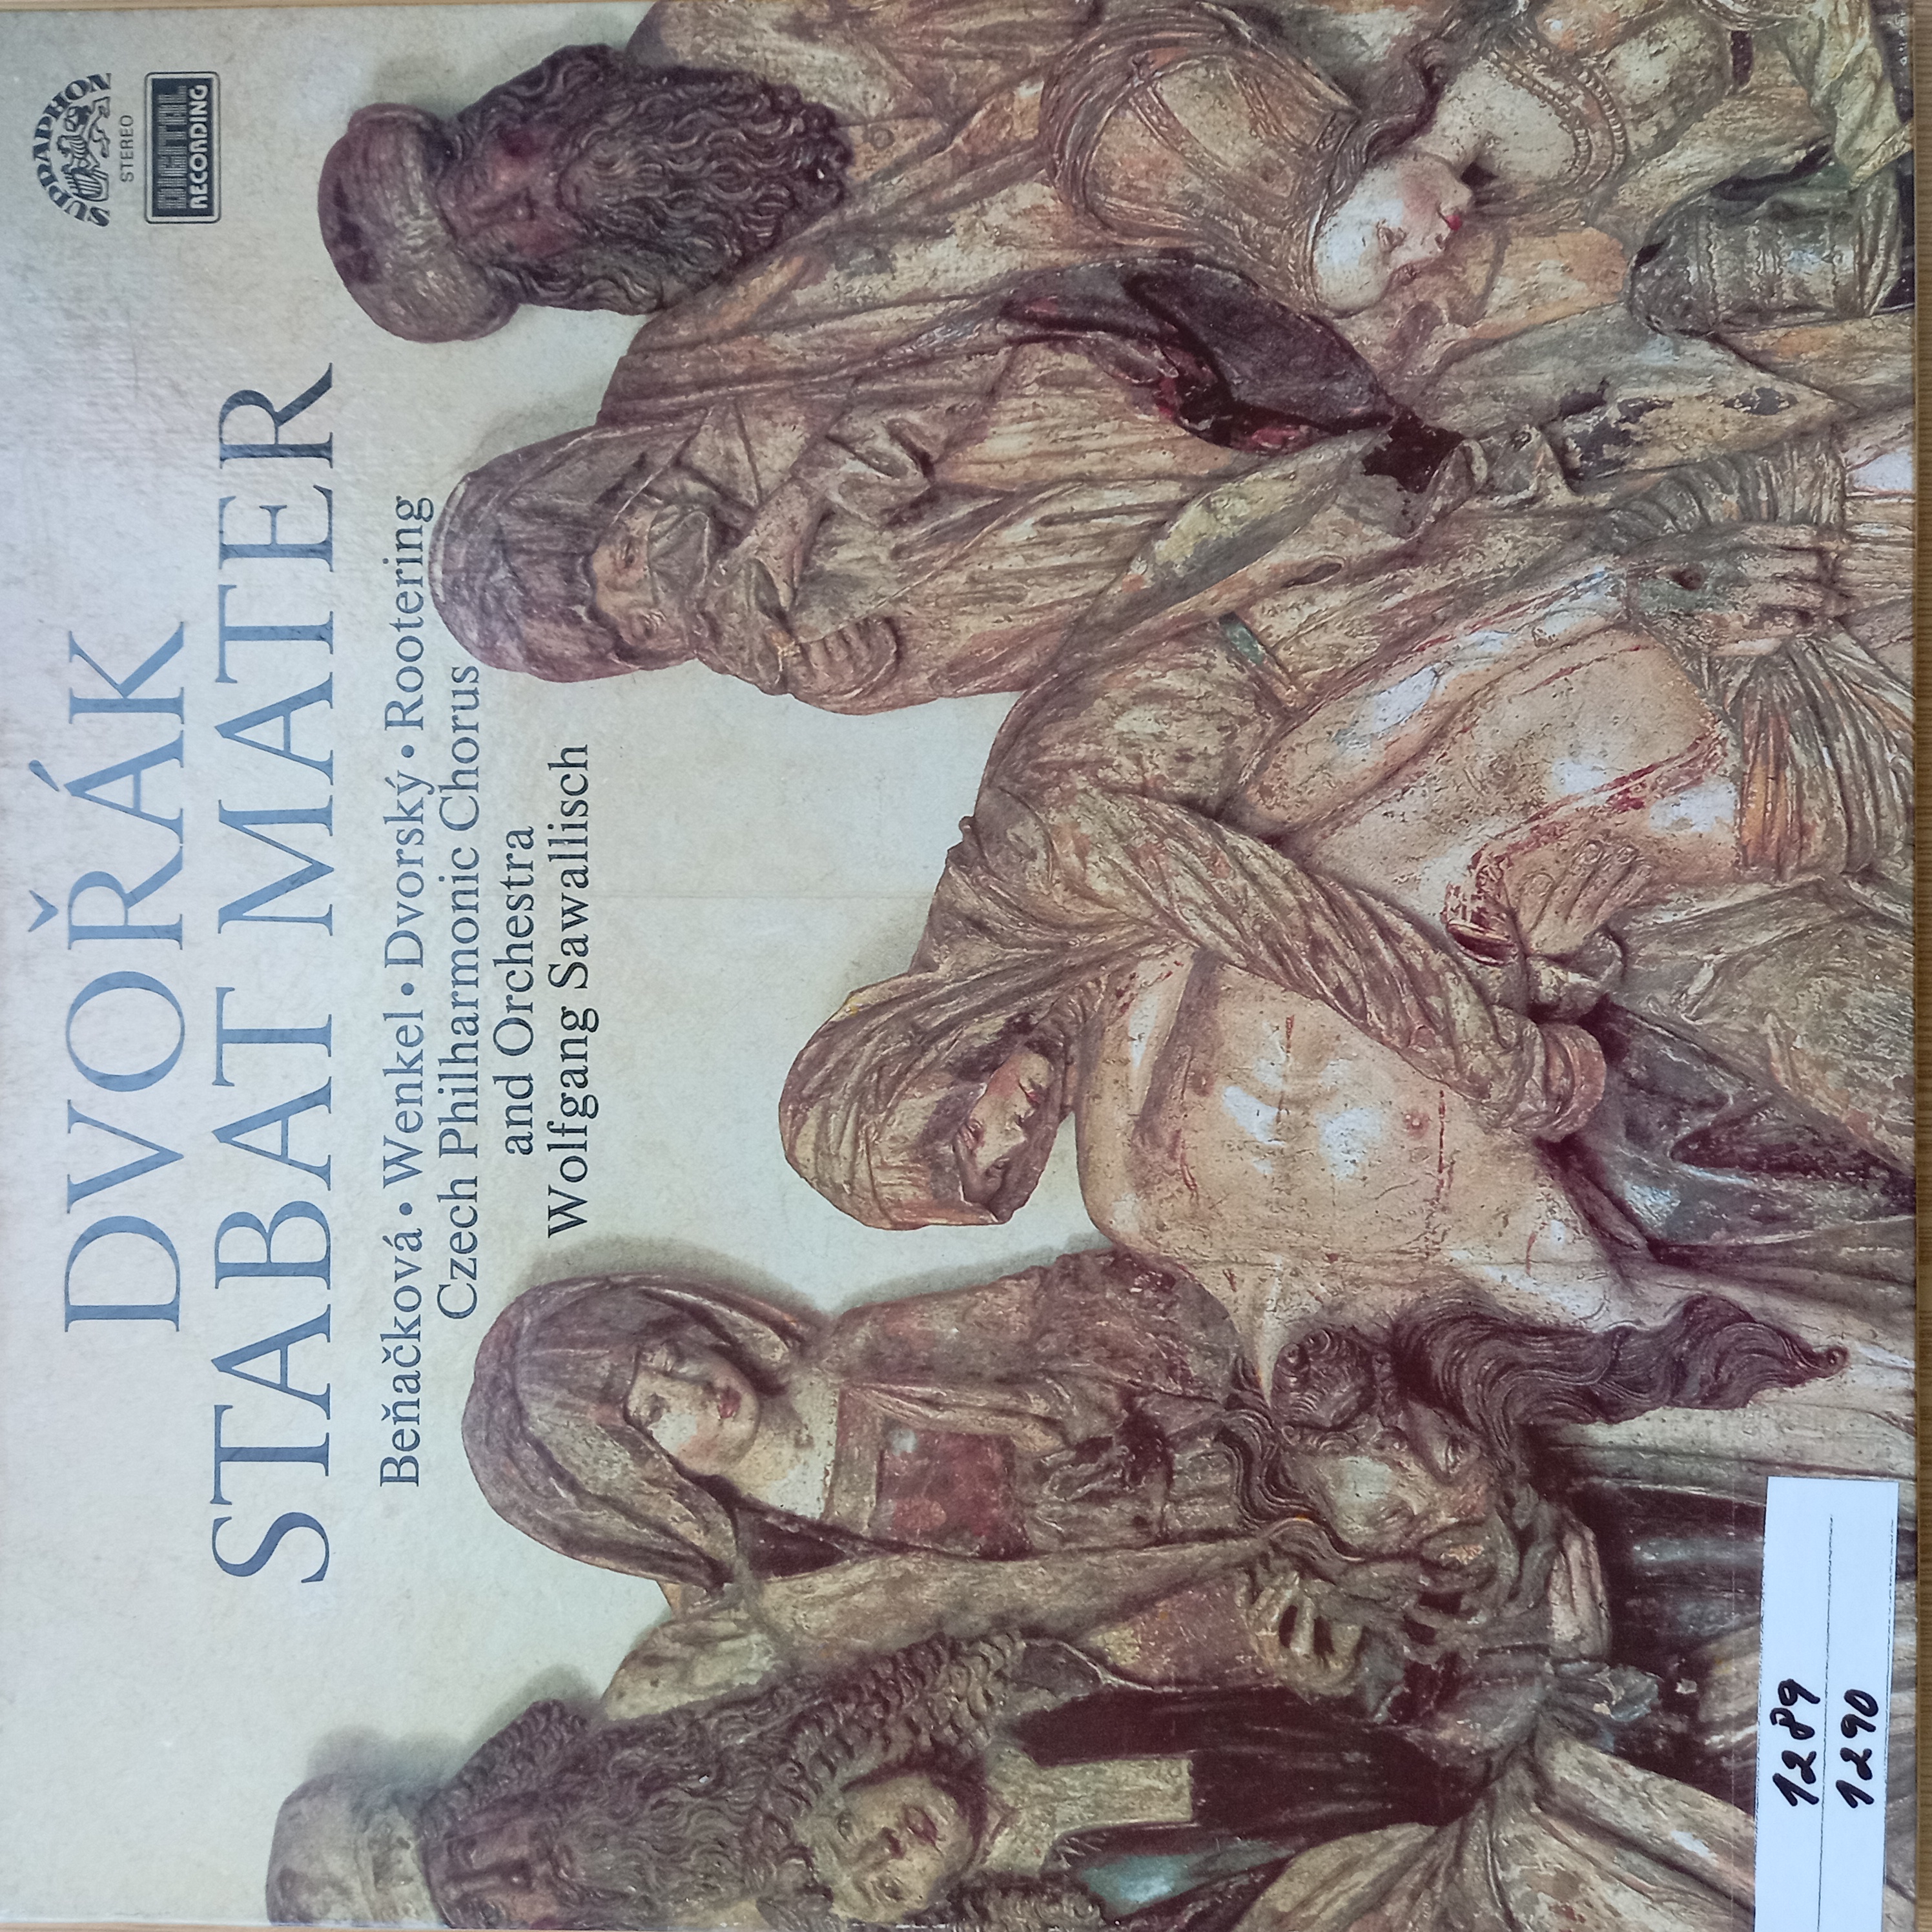 SUPRAPHON
STEREO
DIGITAL
RECORDING
DVOŘÁK
STABAT MATER
Beňačková • Wenkel • Dvorský • Rootering
Czech Philharmonic Chorus
and Orchestra
Wolfgang Sawallisch
1289
1290